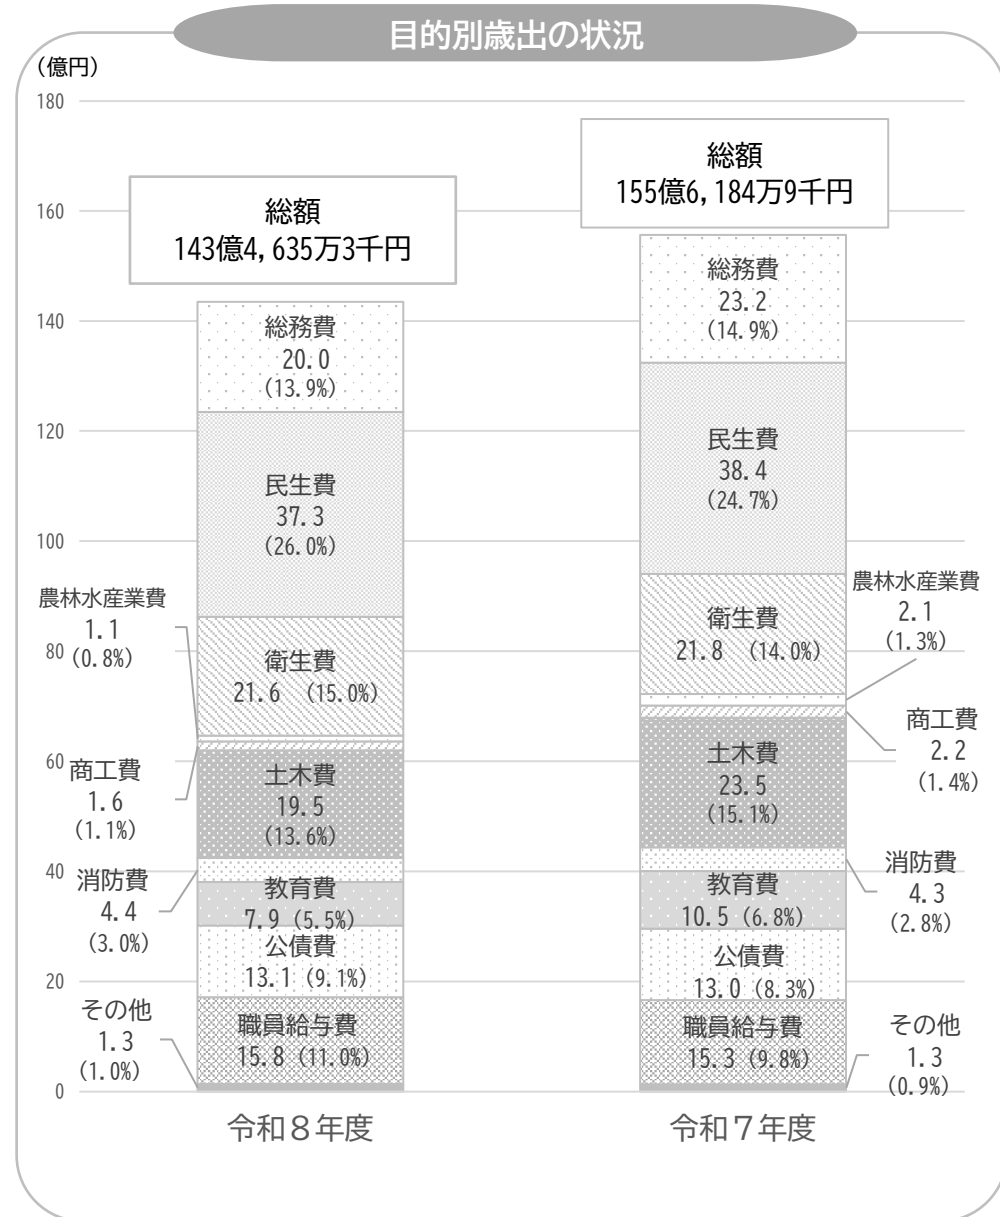 目的別歳出の状況
（億円）
180
160
140
120
100
80
60
40
20
0
総額
143億4,635万3千円
総務費
20.0
(13.9%)
民生費
37.3
(26.0%)
衛生費
21.6 (15.0%)
農林水産業費
1.1
(0.8%)
商工費
1.6
(1.1%)
土木費
19.5
(13.6%)
消防費
4.4
(3.0%)
教育費
7.9 (5.5%)
公債費
13.1 (9.1%)
職員給与費
15.8 (11.0%)
その他
1.3
(1.0%)
令和８年度
総額
155億6,184万9千円
総務費
23.2
(14.9%)
民生費
38.4
(24.7%)
衛生費
21.8 (14.0%)
農林水産業費
2.1
(1.3%)
商工費
2.2
(1.4%)
土木費
23.5
(15.1%)
消防費
4.3
(2.8%)
教育費
10.5 (6.8%)
公債費
13.0 (8.3%)
職員給与費
15.3 (9.8%)
その他
1.3
(0.9%)
令和７年度